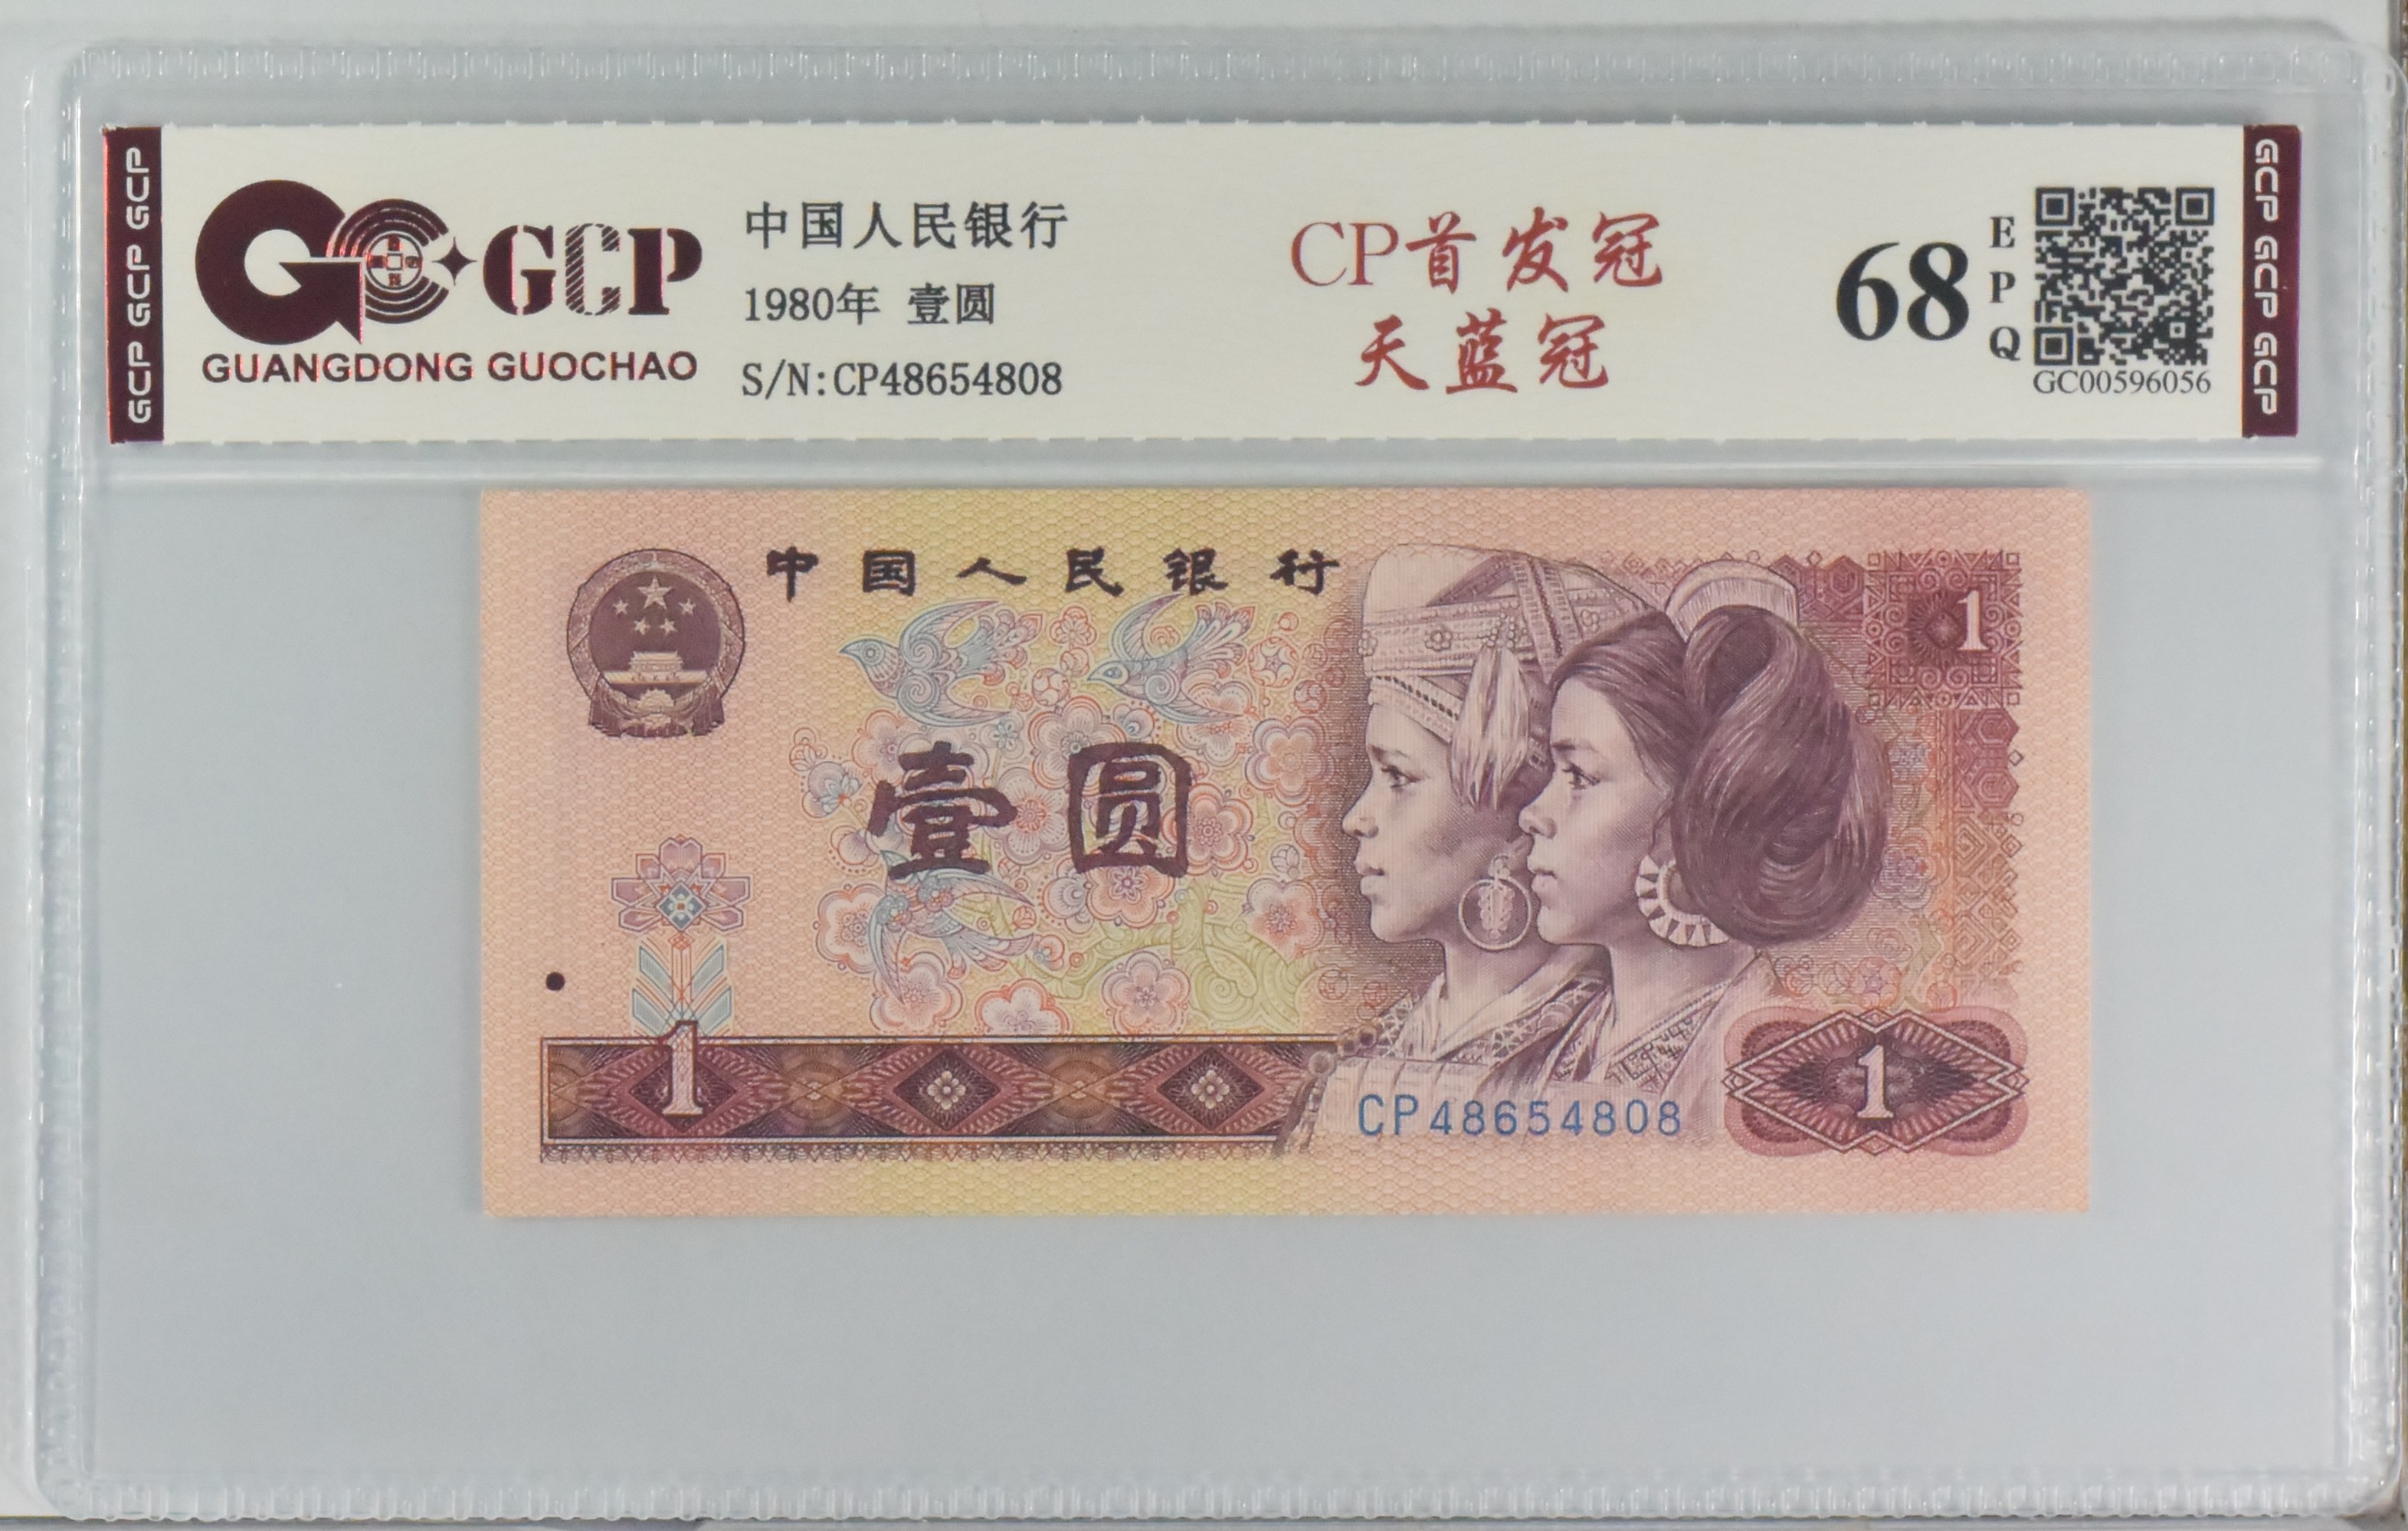 GCP GCP GCP
GCP
GUANGDONG GUOCHAO
中国人民银行
1980年 壹圆
S/N:CP48654808
CP首发冠
天蓝冠
68
E
P
Q
GC00596056
GCP GCP GCP
中国人民银行
1
壹圆
1
CP48654808
1